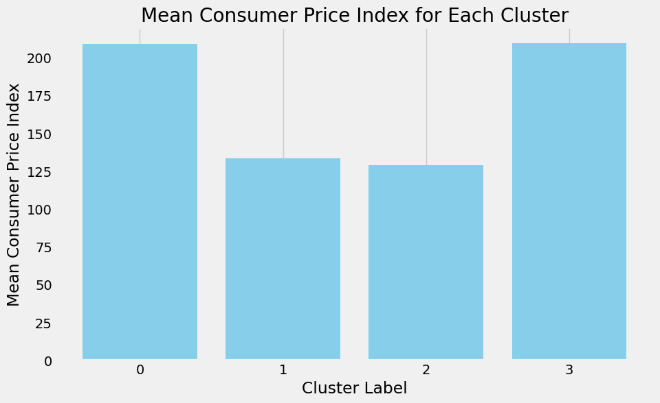 Mean Consumer Price Index for Each Cluster
Mean Consumer Price Index
200
175
150
125
100
75
50
25
0
0 1 2 3
Cluster Label